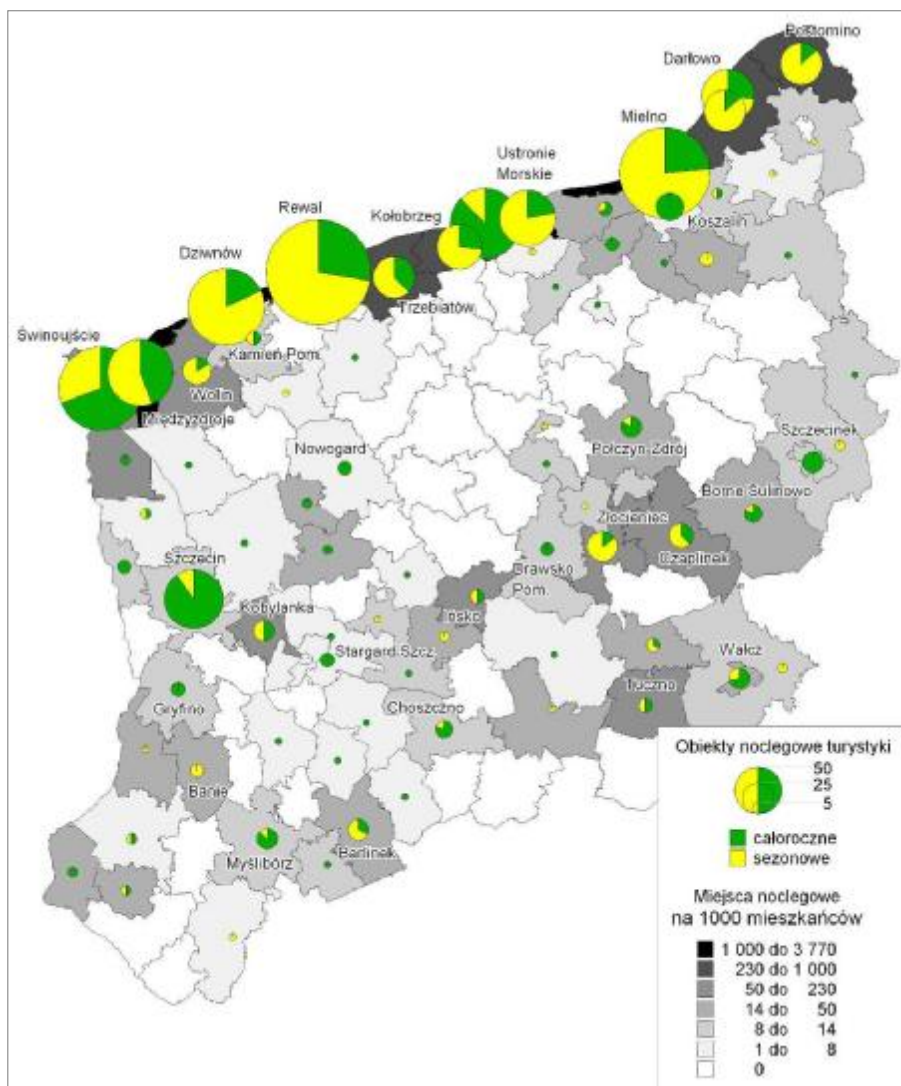 Postomino
Darłowo
Mielno
Ustronie
Morskie
Rewal
Kołobrzeg
Koszalin
Dziwnów
Trzebiatów
Świnoujście
Kamień Pom.
Wolin
Międzyzdroje
Szczecinek
Nowogard
Połczyn-Zdrój
Borne Sulinowo
Złocieniec
Czaplinek
Szczecin
Drawsko
Pom.
Kobylanka
Ińsko
Stargard Szcz.
Wałcz
Tuczno
Gryfino
Choszczno
Banie
Myślibórz
Barlinek
Obiekty noclegowe turystyki
50
25
5
całoroczne
sezonowe
Miejsca noclegowe
na 1000 mieszkańców
1 000 do 3 770
230 do 1 000
50 do 230
14 do 50
8 do 14
1 do 8
0